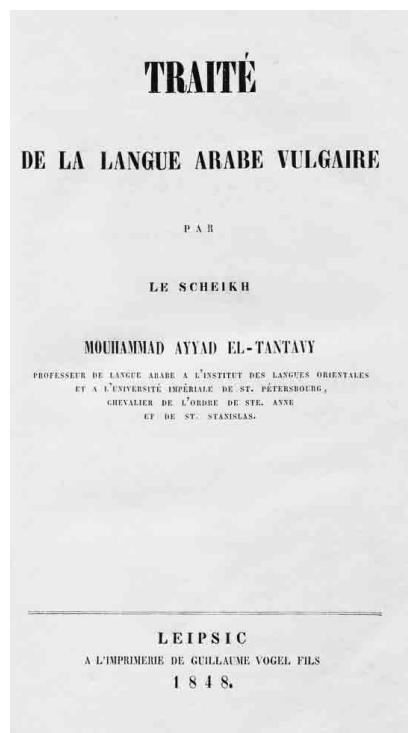 TRAITÉ
DE LA LANGUE ARABE VULGAIRE
PAR
LE SCHEIKH
MOUHAMMAD AYYAD EL-TANTAVY
PROFESSEUR DE LANGUE ARABE A L'INSTITUT DES LANGUES ORIENTALES
ET A L'UNIVERSITÉ IMPÉRIALE DE ST. PÉTERSBOURG,
CHEVALIER DE L'ORDRE DE STE. ANNE
ET DE ST. STANISLAS.
LEIPSIC
A L'IMPRIMERIE DE GUILLAUME VOGEL FILS
1848.